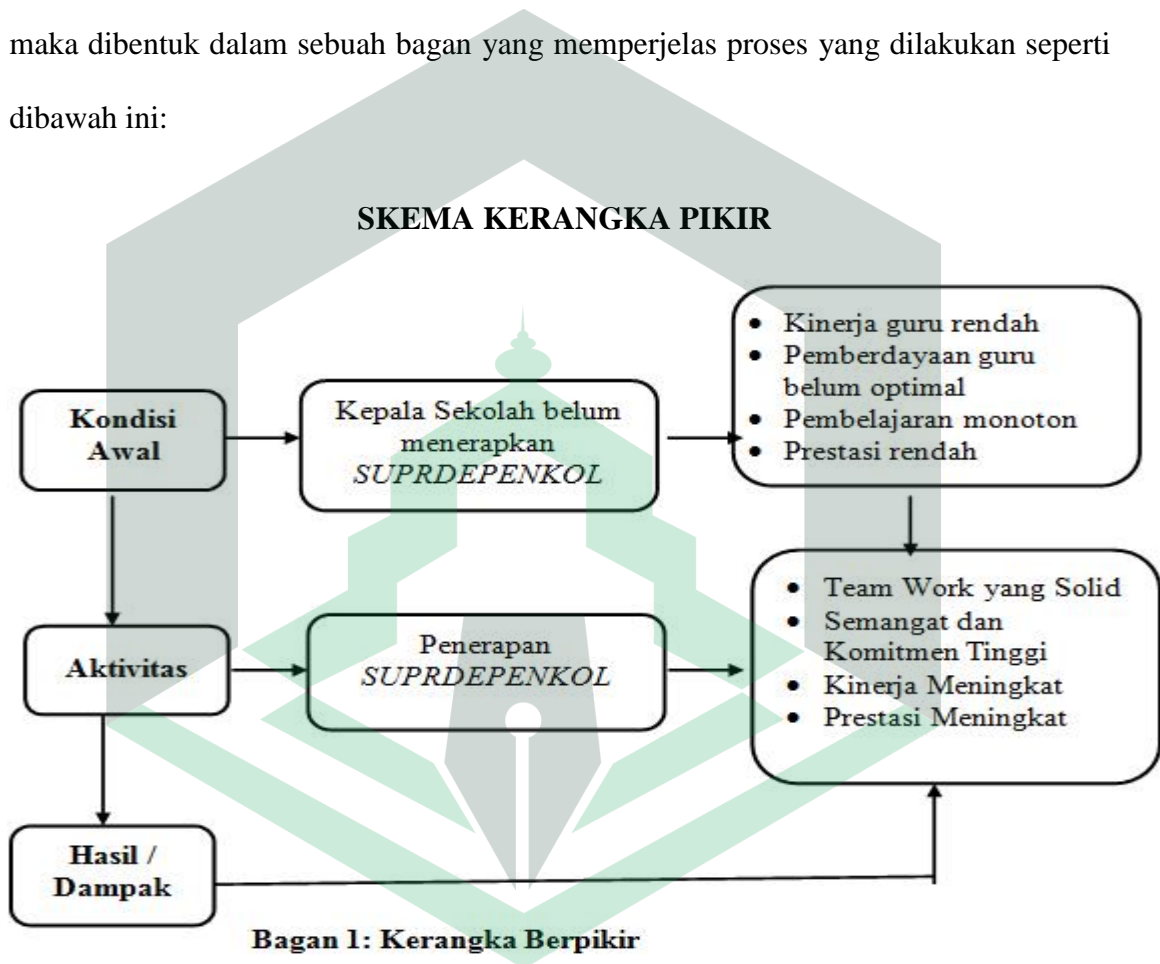 maka dibentuk dalam sebuah bagan yang memperjelas proses yang dilakukan seperti
dibawah ini:
SKEMA KERANGKA PIKIR
Kondisi
Awal
Kepala Sekolah belum
menerapkan
SUPRDEPENKOL
• Kinerja guru rendah
• Pemberdayaan guru
belum optimal
• Pembelajaran monoton
• Prestasi rendah
Aktivitas
Penerapan
SUPRDEPENKOL
• Team Work yang Solid
• Semangat dan
Komitmen Tinggi
• Kinerja Meningkat
• Prestasi Meningkat
Hasil /
Dampak
Bagan 1: Kerangka Berpikir